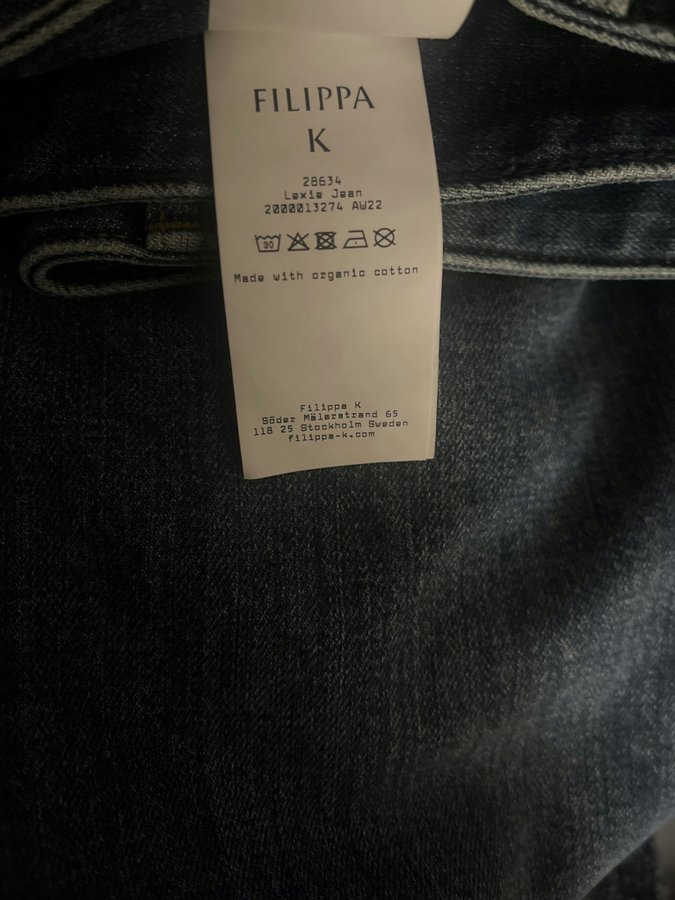 FILIPPA
K
28634
Lexie Jean
2000013274 AW22
30
Made with organic cotton
Filippa K
Söder Mälarstrand 65
118 25 Stockholm Sweden
filippa-k.com